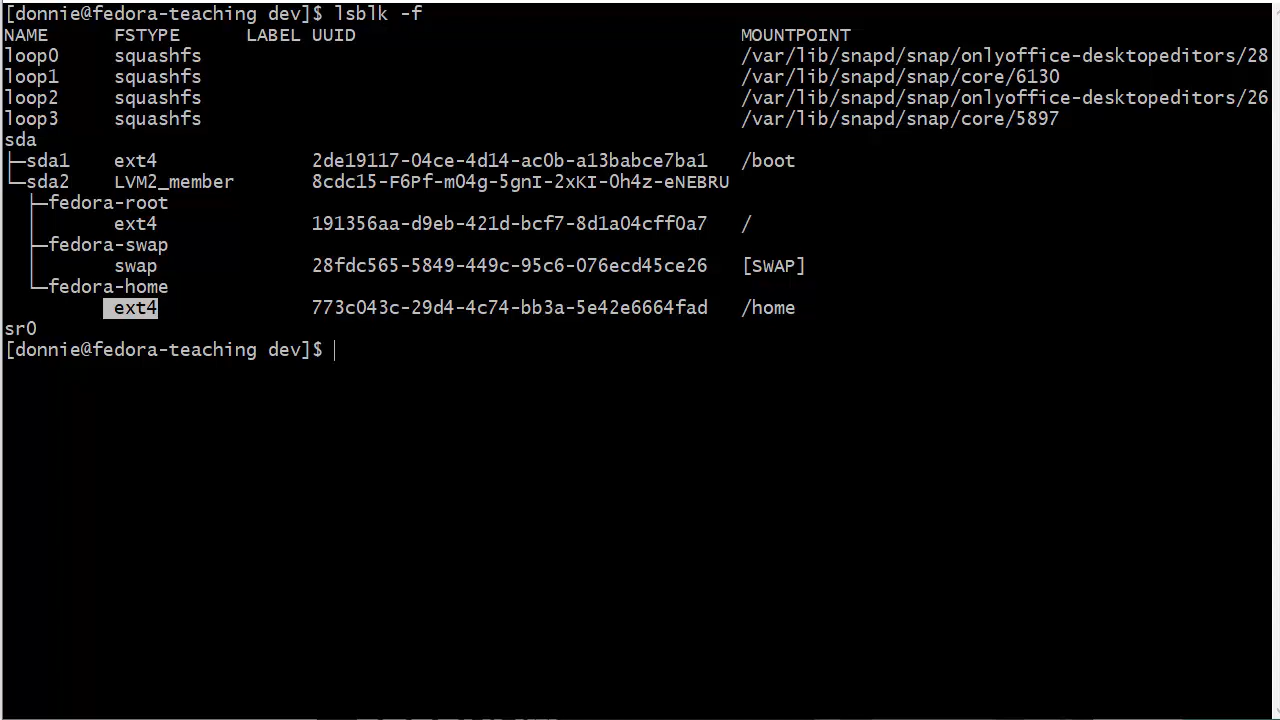 [donnie@fedora-teaching dev]$ lsblk -f
NAME FSTYPE LABEL UUID MOUNTPOINT
loop0 squashfs /var/lib/snapd/snap/onlyoffice-desktopeditors/28
loop1 squashfs /var/lib/snapd/snap/core/6130
loop2 squashfs /var/lib/snapd/snap/onlyoffice-desktopeditors/26
loop3 squashfs /var/lib/snapd/snap/core/5897
sda
├─sda1 ext4 2de19117-04ce-4d14-ac0b-a13babce7ba1 /boot
└─sda2 LVM2_member 8cdc15-F6Pf-m04g-5gnI-2xKI-0h4z-eNEBRU
├─fedora-root
│ ext4 191356aa-d9eb-421d-bcf7-8d1a04cff0a7 /
├─fedora-swap
│ swap 28fdc565-5849-449c-95c6-076ecd45ce26 [SWAP]
└─fedora-home
ext4 773c043c-29d4-4c74-bb3a-5e42e6664fad /home
sr0
[donnie@fedora-teaching dev]$